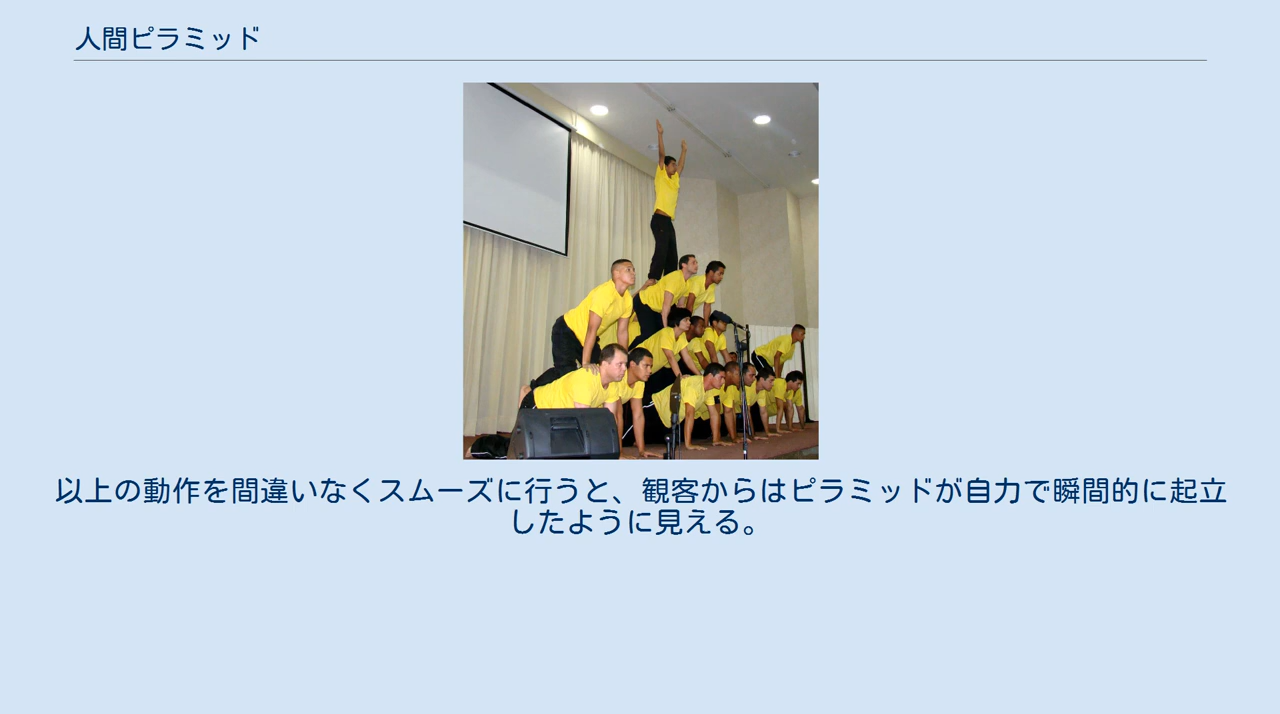 人間ピラミッド
以上の動作を間違いなくスムーズに行うと、観客からはピラミッドが自力で瞬間的に起立
したように見える。